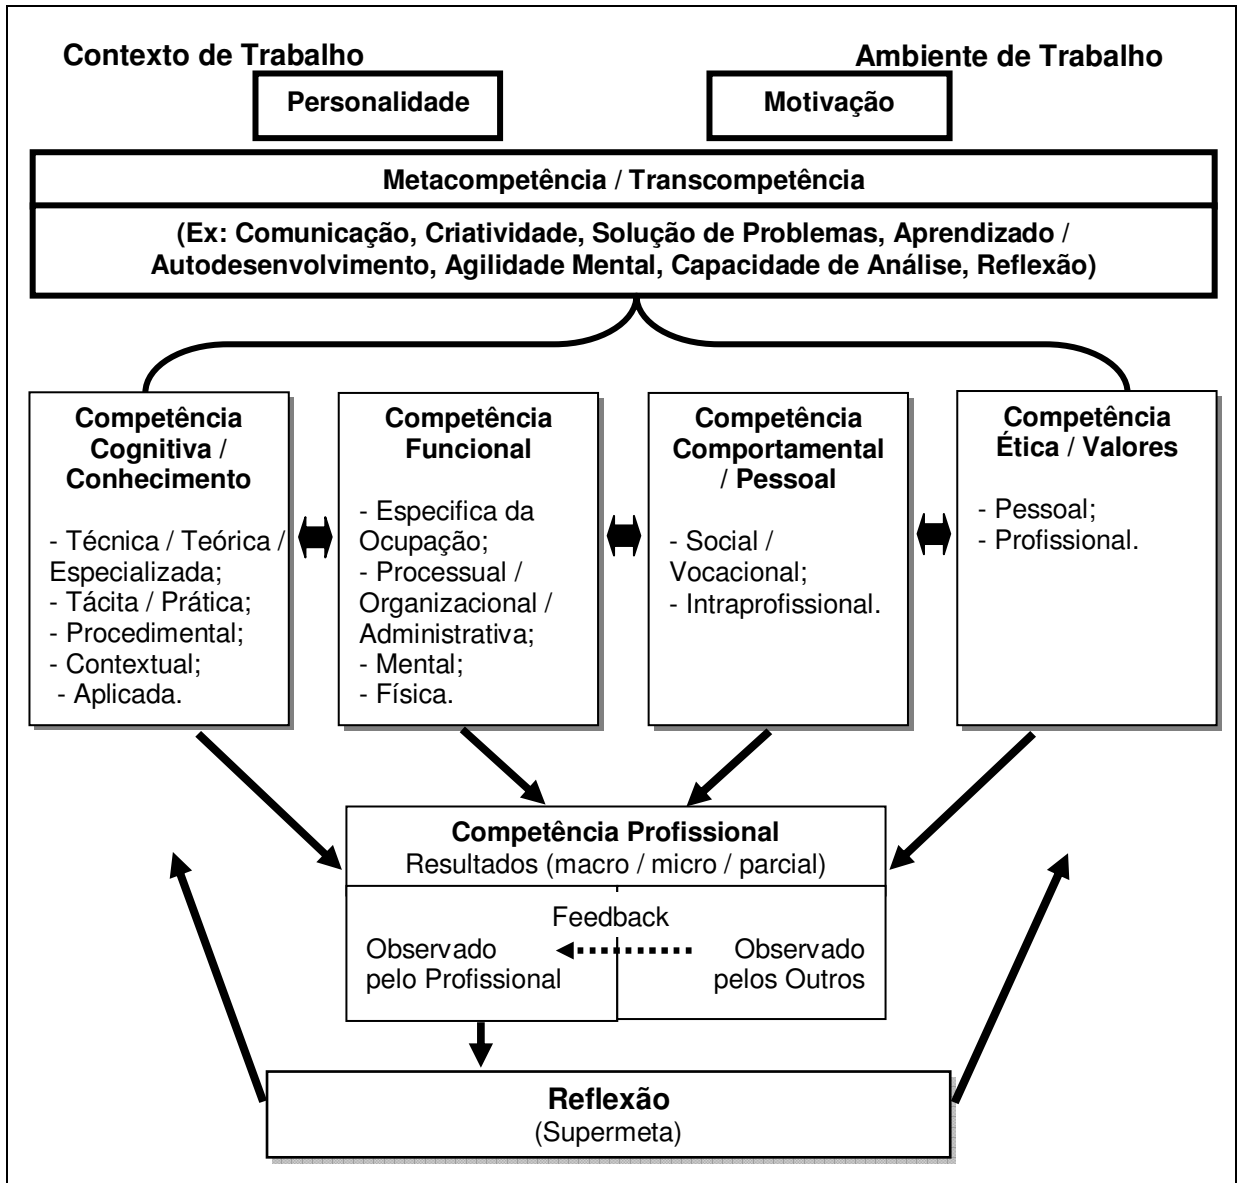 Contexto de Trabalho
Ambiente de Trabalho
Personalidade
Motivação
Metacompetência / Transcompetência
(Ex: Comunicação, Criatividade, Solução de Problemas, Aprendizado /
Autodesenvolvimento, Agilidade Mental, Capacidade de Análise, Reflexão)
Competência
Cognitiva /
Conhecimento
- Técnica / Teórica /
Especializada;
- Tácita / Prática;
- Procedimental;
- Contextual;
- Aplicada.
Competência
Funcional
- Especifica da
Ocupação;
- Processual /
Organizacional /
Administrativa;
- Mental;
- Física.
Competência
Comportamental
/ Pessoal
- Social /
Vocacional;
- Intraprofissional.
Competência
Ética / Valores
- Pessoal;
- Profissional.
Competência Profissional
Resultados (macro / micro / parcial)
Feedback
Observado
pelo Profissional
Observado
pelos Outros
Reflexão
(Supermeta)